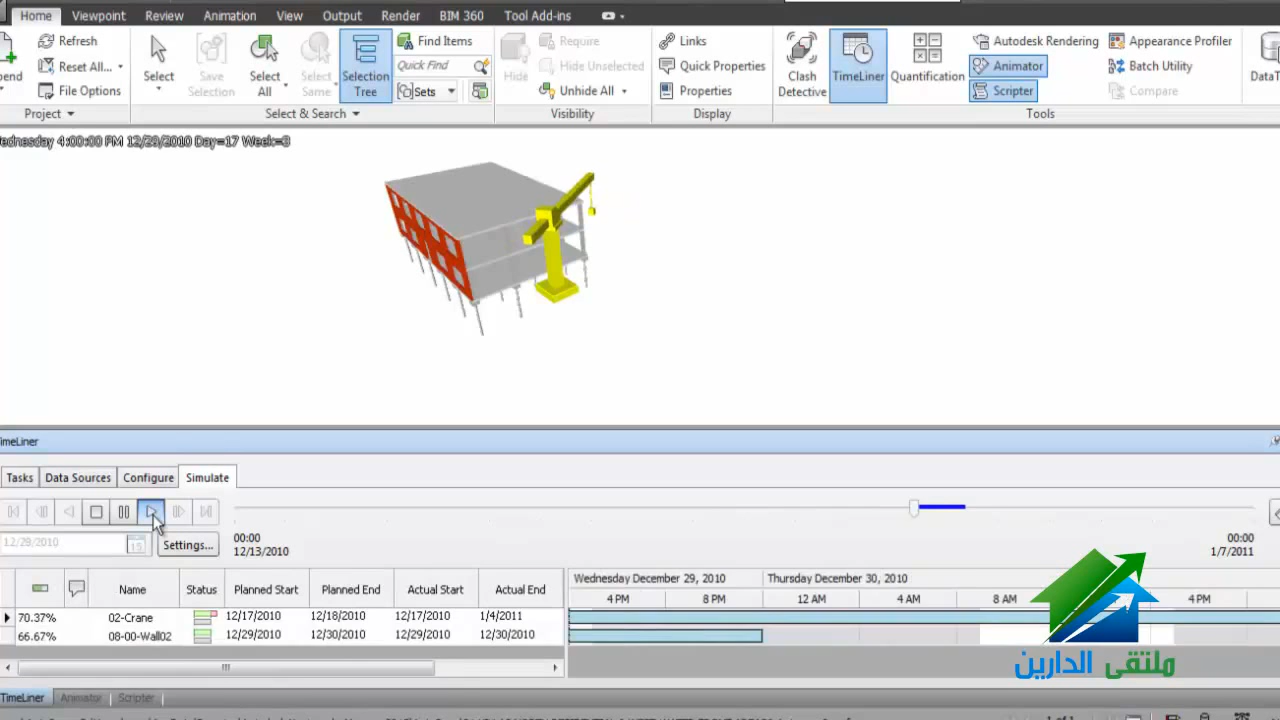 Home Viewpoint Review Animation View Output Render BIM 360 Tool Add-ins
Refresh
Reset All...
File Options
Project
Select
Save Selection
Select All
Select Same
Selection Tree
Find Items
Quick Find
Sets
Select & Search
Hide
Require
Hide Unselected
Unhide All
Visibility
Links
Quick Properties
Properties
Display
Clash Detective
TimeLiner
Quantification
Autodesk Rendering
Animator
Scripter
Appearance Profiler
Batch Utility
Compare
DataT
Tools
ednesday 4:00:00 PM 12/29/2010 Day=17 Week=3
imeLiner
Tasks Data Sources Configure Simulate
12/29/2010
15
Settings...
00:00
12/13/2010
00:00
1/7/2011
Name Status Planned Start Planned End Actual Start Actual End
Wednesday December 29, 2010 Thursday December 30, 2010
4 PM 8 PM 12 AM 4 AM 8 AM 4 PM
70.37% 02-Crane 12/17/2010 12/18/2010 12/17/2010 1/4/2011
66.67% 08-00-Wall02 12/29/2010 12/30/2010 12/29/2010 12/30/2010
ملتقى الدارين
TimeLiner Animator Scripter